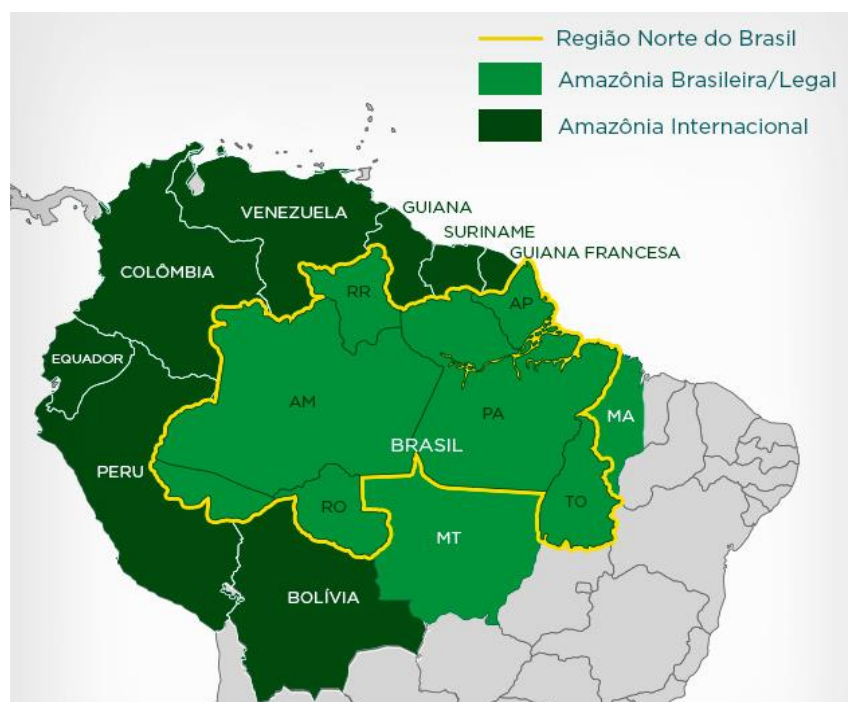 Região Norte do Brasil
Amazônia Brasileira/Legal
Amazônia Internacional
VENEZUELA
GUIANA
SURINAME
GUIANA FRANCESA
COLÔMBIA
RR
AP
EQUADOR
AM
PA
MA
BRASIL
PERU
RO
TO
MT
BOLÍVIA